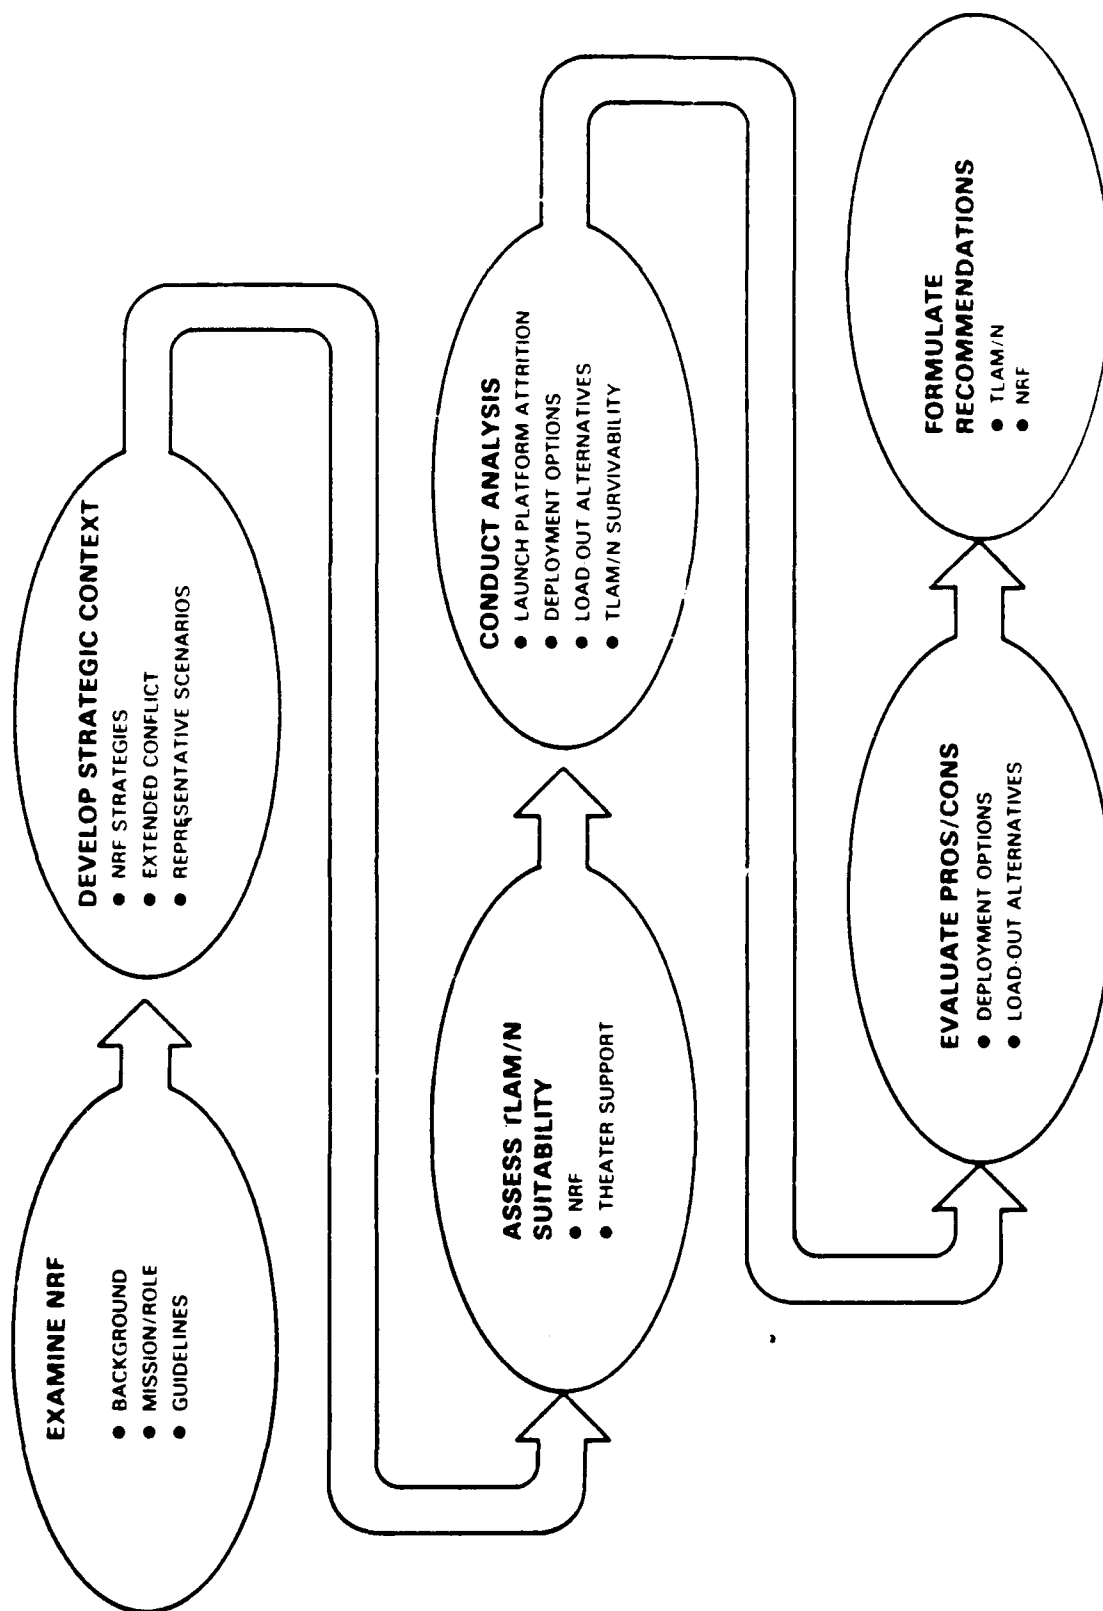 EXAMINE NRF
● BACKGROUND
● MISSION/ROLE
● GUIDELINES
DEVELOP STRATEGIC CONTEXT
● NRF STRATEGIES
● EXTENDED CONFLICT
● REPRESENTATIVE SCENARIOS
ASSESS TLAM/N
SUITABILITY
● NRF
● THEATER SUPPORT
CONDUCT ANALYSIS
● LAUNCH PLATFORM ATTRITION
● DEPLOYMENT OPTIONS
● LOAD-OUT ALTERNATIVES
● TLAM/N SURVIVABILITY
EVALUATE PROS/CONS
● DEPLOYMENT OPTIONS
● LOAD-OUT ALTERNATIVES
FORMULATE
RECOMMENDATIONS
● TLAM/N
● NRF